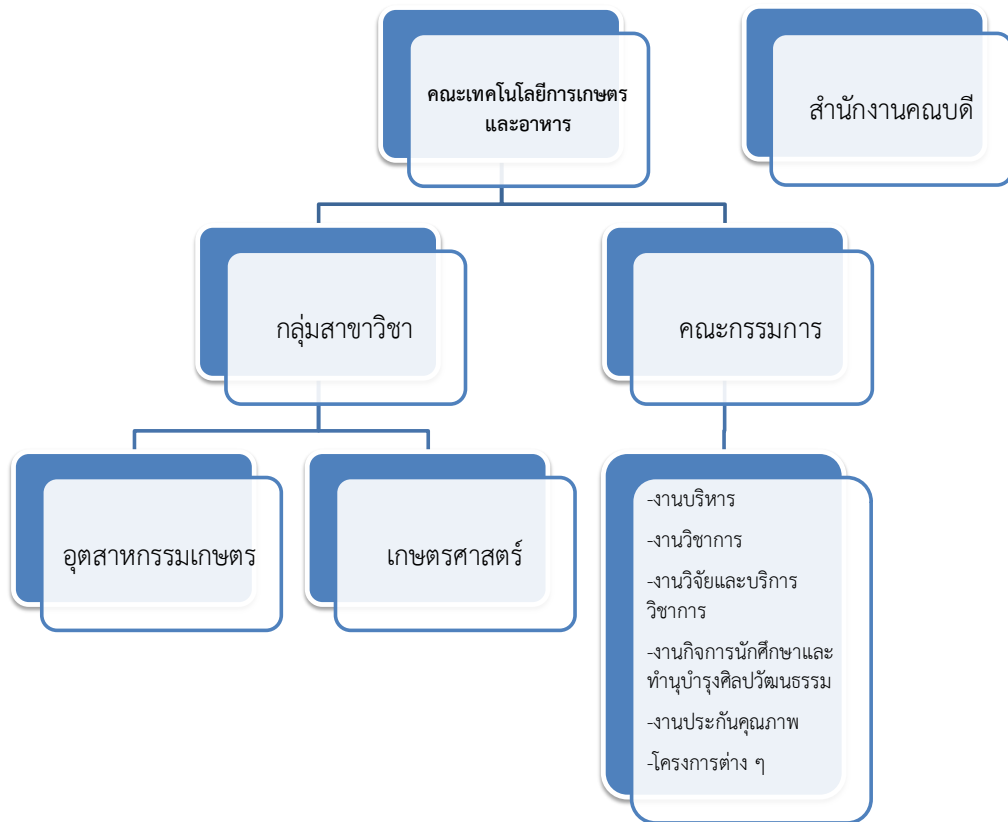 คณะเทคโนโลยีการเกษตร
และอาหาร
สำนักงานคณบดี
กลุ่มสาขาวิชา
คณะกรรมการ
อุตสาหกรรมเกษตร
เกษตรศาสตร์
-งานบริหาร
-งานวิชาการ
-งานวิจัยและบริการ
วิชาการ
-งานกิจการนักศึกษาและ
ทำนุบำรุงศิลปวัฒนธรรม
-งานประกันคุณภาพ
-โครงการต่าง ๆ